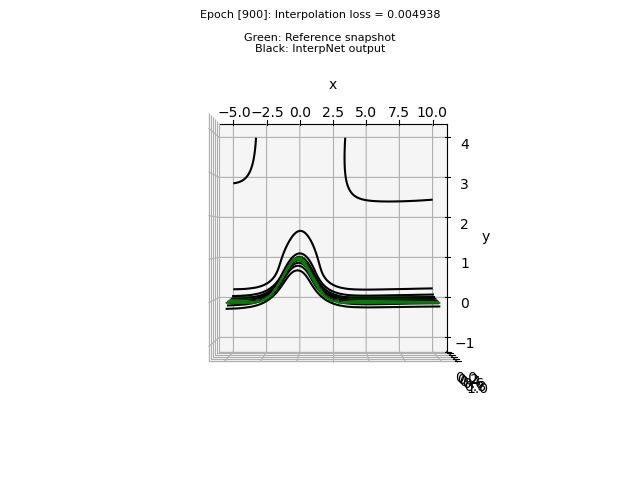 Epoch [900]: Interpolation loss = 0.004938
Green: Reference snapshot
Black: InterpNet output
x
−5.0 −2.5 0.0 2.5 5.0 7.5 10.0
4
3
2
y
1
0
−1